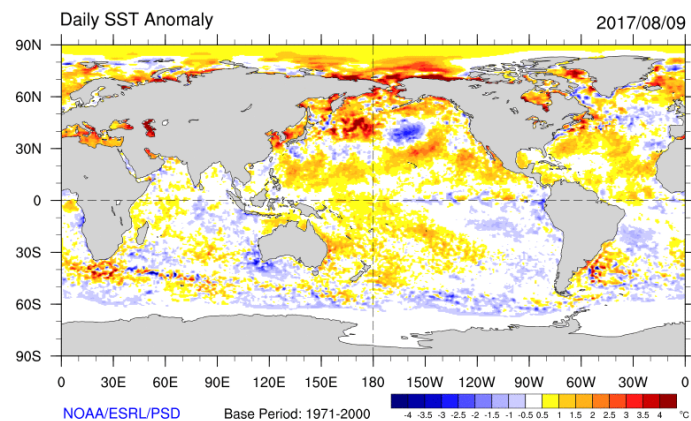 Daily SST Anomaly
2017/08/09
90N
60N
30N
0
30S
60S
90S
0 30E 60E 90E 120E 150E 180 150W 120W 90W 60W 30W 0
NOAA/ESRL/PSD
Base Period: 1971-2000
-4 -3.5 -3 -2.5 -2 -1.5 -1 -0.5 0.5 1 1.5 2 2.5 3 3.5 4 °C